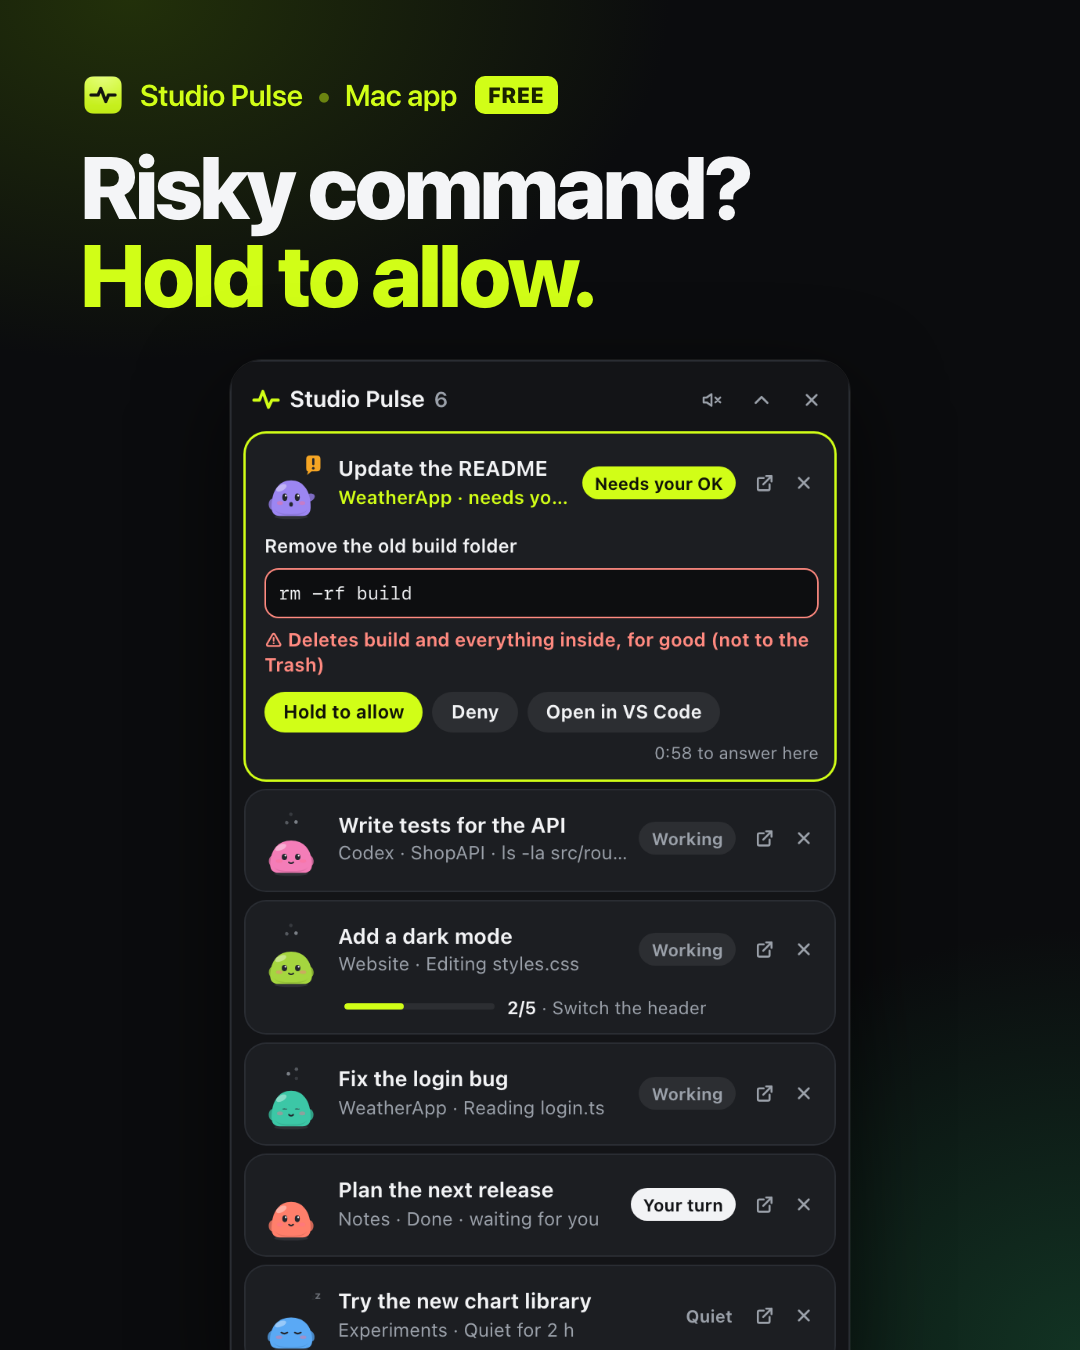 Studio Pulse • Mac app FREE
Risky command?
Hold to allow.
Studio Pulse 6
Update the README
WeatherApp · needs yo...
Needs your OK
Remove the old build folder
rm -rf build
Deletes build and everything inside, for good (not to the
Trash)
Hold to allow
Deny
Open in VS Code
0:58 to answer here
Write tests for the API
Codex · ShopAPI · ls -la src/rou...
Working
Add a dark mode
Website · Editing styles.css
Working
2/5 · Switch the header
Fix the login bug
WeatherApp · Reading login.ts
Working
Plan the next release
Notes · Done · waiting for you
Your turn
z
Try the new chart library
Experiments · Quiet for 2 h
Quiet